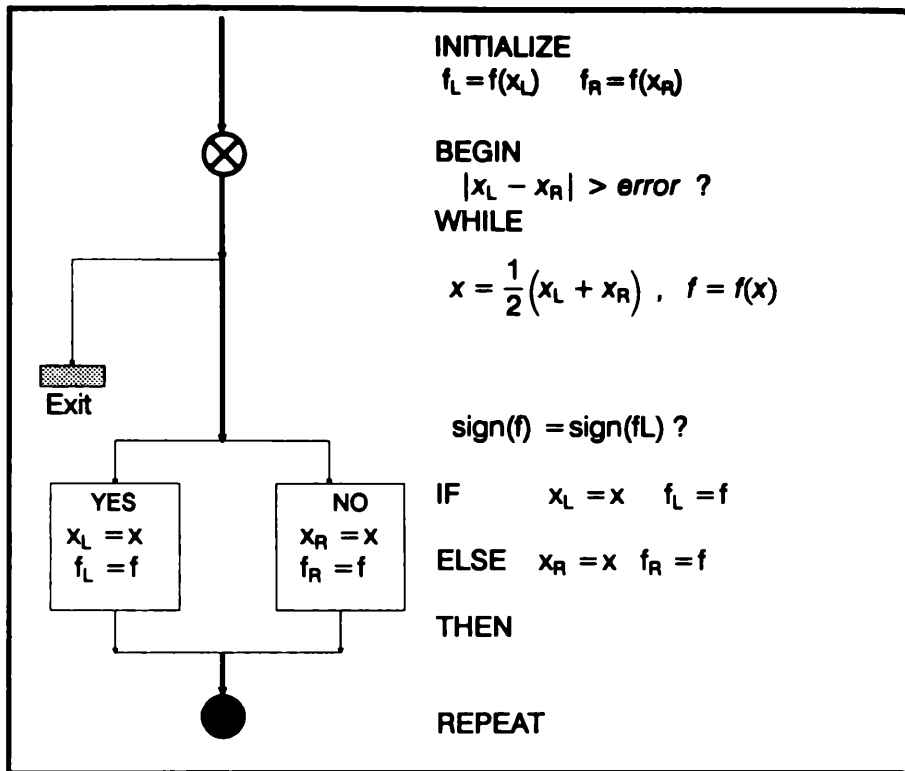 INITIALIZE
f_L = f(x_L) f_R = f(x_R)
BEGIN
|x_L − x_R| > error ?
WHILE
x = 1/2 (x_L + x_R) , f = f(x)
Exit
sign(f) = sign(fL) ?
YES
x_L = x
f_L = f
NO
x_R = x
f_R = f
IF x_L = x f_L = f
ELSE x_R = x f_R = f
THEN
REPEAT